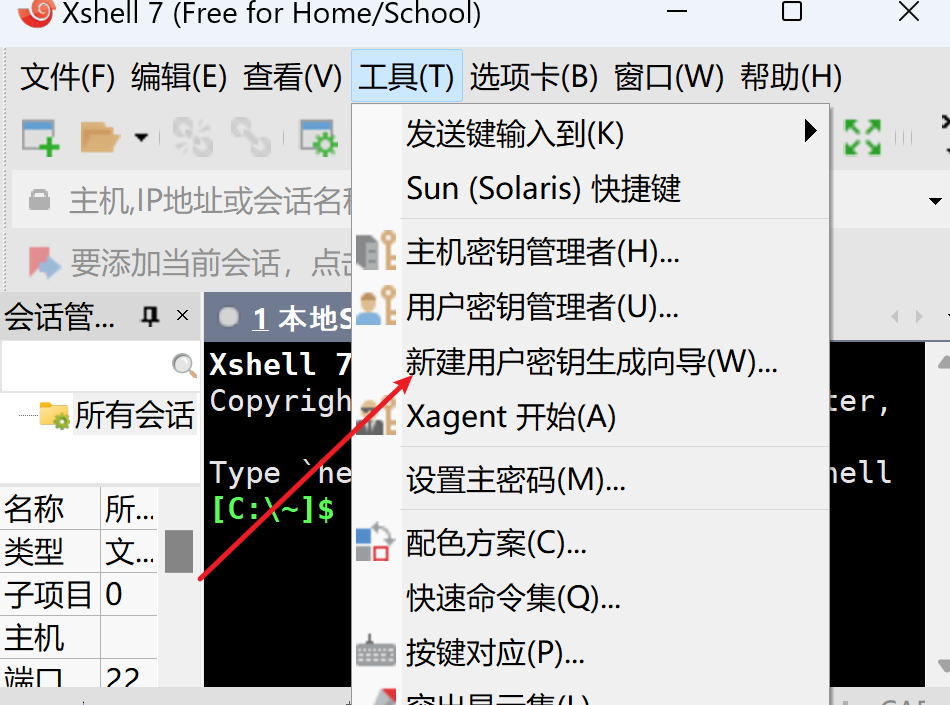 Xshell 7 (Free for Home/School)
文件(F) 编辑(E) 查看(V) 工具(T) 选项卡(B) 窗口(W) 帮助(H)
发送键输入到(K)
Sun (Solaris) 快捷键
主机,IP地址或会话名称
主机密钥管理者(H)...
要添加当前会话，点击
用户密钥管理者(U)...
会话管... 1 本地S
新建用户密钥生成向导(W)...
Xshell 7
Copyrigh ter,
Xagent 开始(A)
所有会话
设置主密码(M)...
Type `he hell
[C:\~]$
名称 所...
配色方案(C)...
类型 文...
快速命令集(Q)...
子项目 0
按键对应(P)...
主机
端口 22
突出显示集(L)